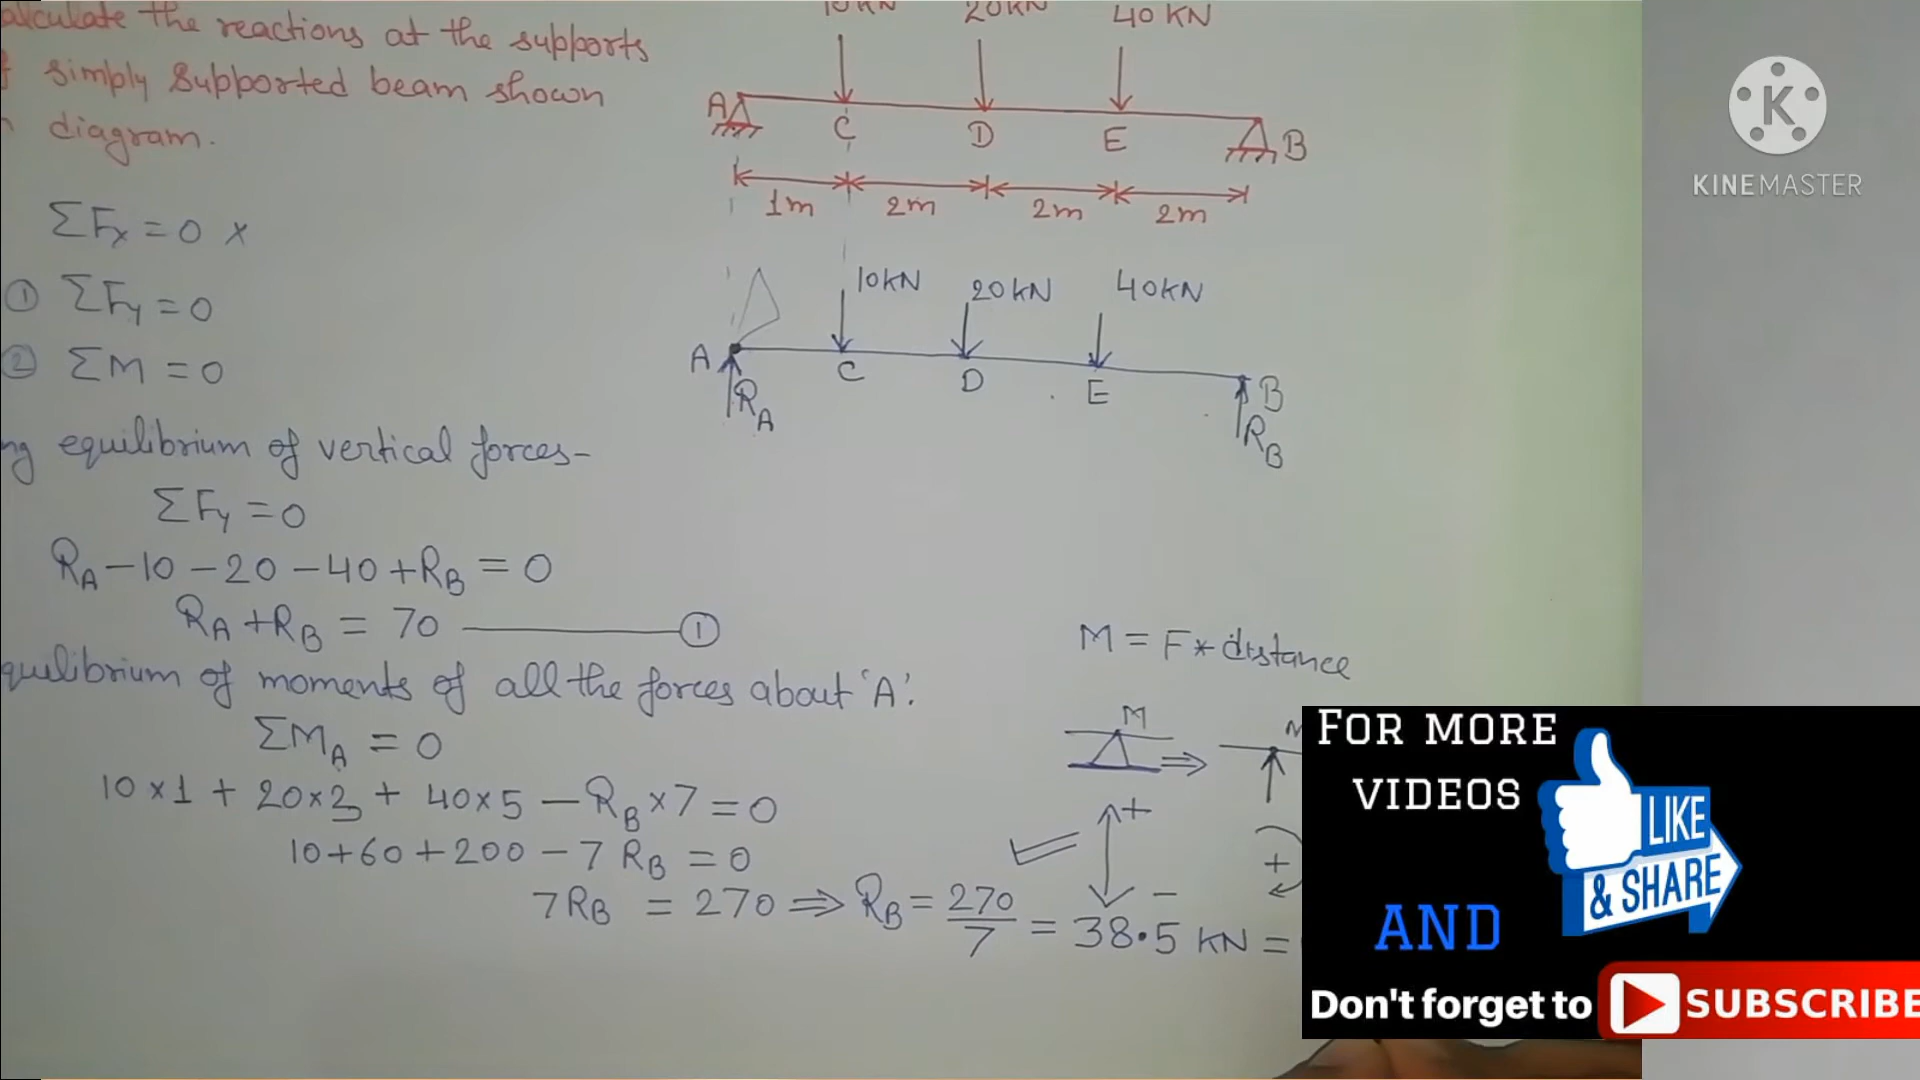 alculate the reactions at the supports
simply supported beam shown
diagram.
10 KN 20KN 40 KN
A C D E B
1m 2m 2m 2m
ΣFx = 0 ×
① ΣFy = 0
② ΣM = 0
10KN 20KN 40KN
A C D E B
RA RB
ng equilibrium of vertical forces-
ΣFy = 0
RA - 10 - 20 - 40 + RB = 0
RA + RB = 70 ①
quilibrium of moments of all the forces about 'A'.
ΣMA = 0
10×1 + 20×3 + 40×5 - RB×7 = 0
10+60+200 - 7 RB = 0
7RB = 270 ⇒ RB = 270/7 = 38.5 KN =
M = F * distance
M ⇒ M
+ -
+
KINEMASTER
K
FOR MORE
VIDEOS
LIKE
& SHARE
AND
Don't forget to SUBSCRIBE